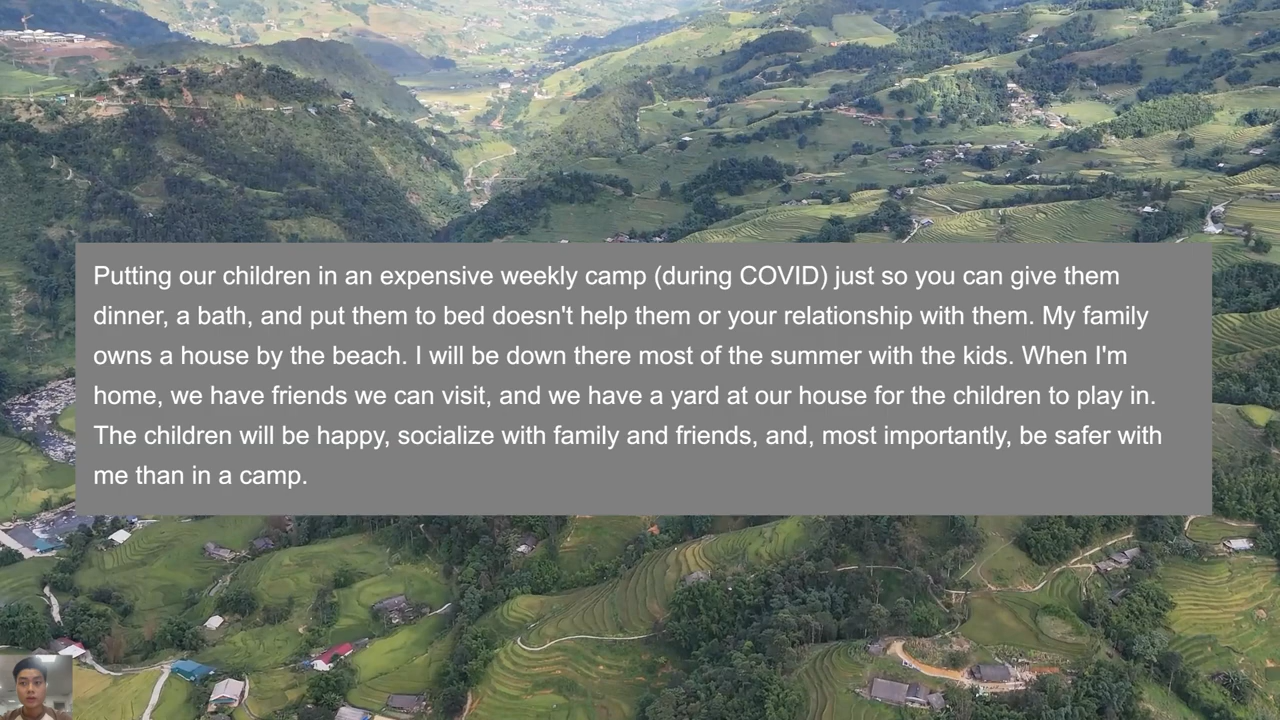 Putting our children in an expensive weekly camp (during COVID) just so you can give them
dinner, a bath, and put them to bed doesn't help them or your relationship with them. My family
owns a house by the beach. I will be down there most of the summer with the kids. When I'm
home, we have friends we can visit, and we have a yard at our house for the children to play in.
The children will be happy, socialize with family and friends, and, most importantly, be safer with
me than in a camp.